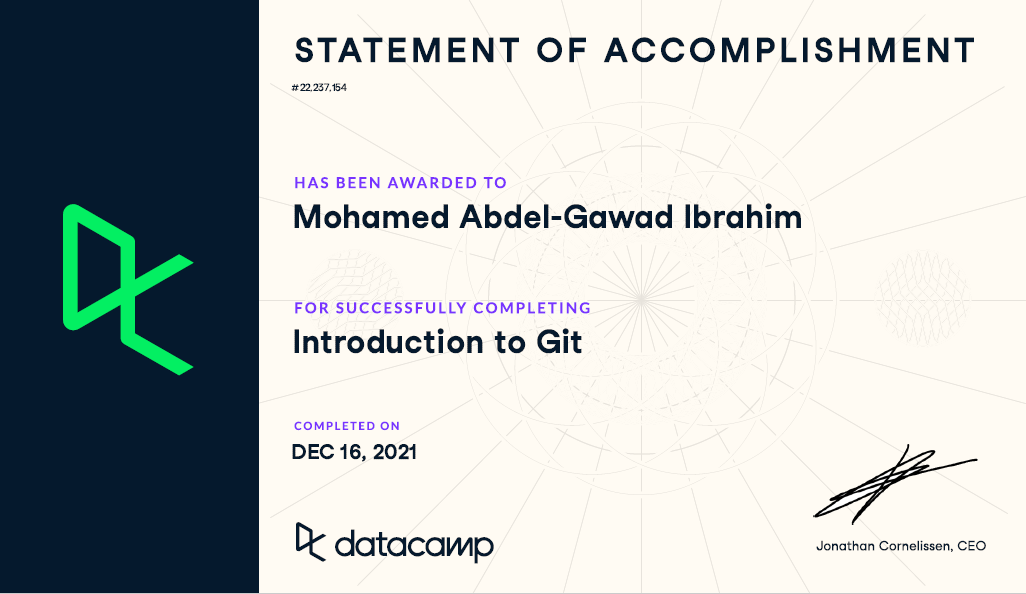 STATEMENT OF ACCOMPLISHMENT
#22,237,154
HAS BEEN AWARDED TO
Mohamed Abdel-Gawad Ibrahim
FOR SUCCESSFULLY COMPLETING
Introduction to Git
COMPLETED ON
DEC 16, 2021
datacamp
Jonathan Cornelissen, CEO